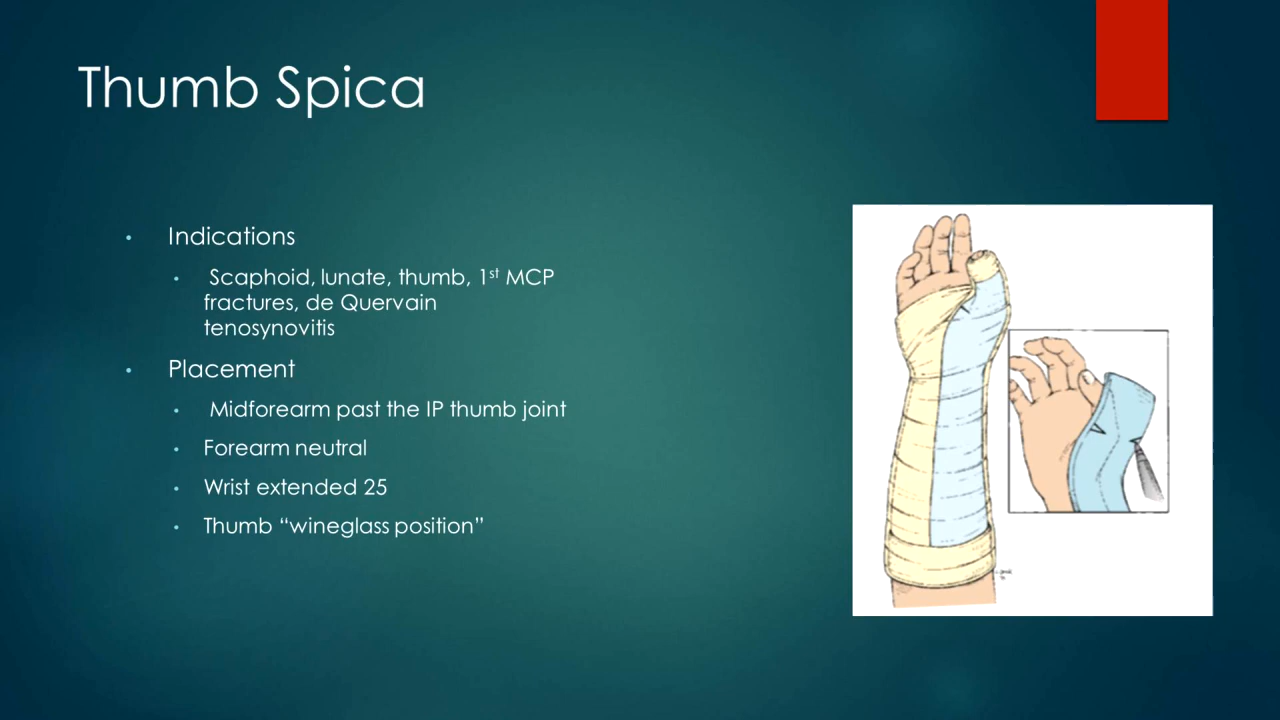 Thumb Spica
• Indications
• Scaphoid, lunate, thumb, 1st MCP
fractures, de Quervain
tenosynovitis
• Placement
• Midforearm past the IP thumb joint
• Forearm neutral
• Wrist extended 25
• Thumb “wineglass position”